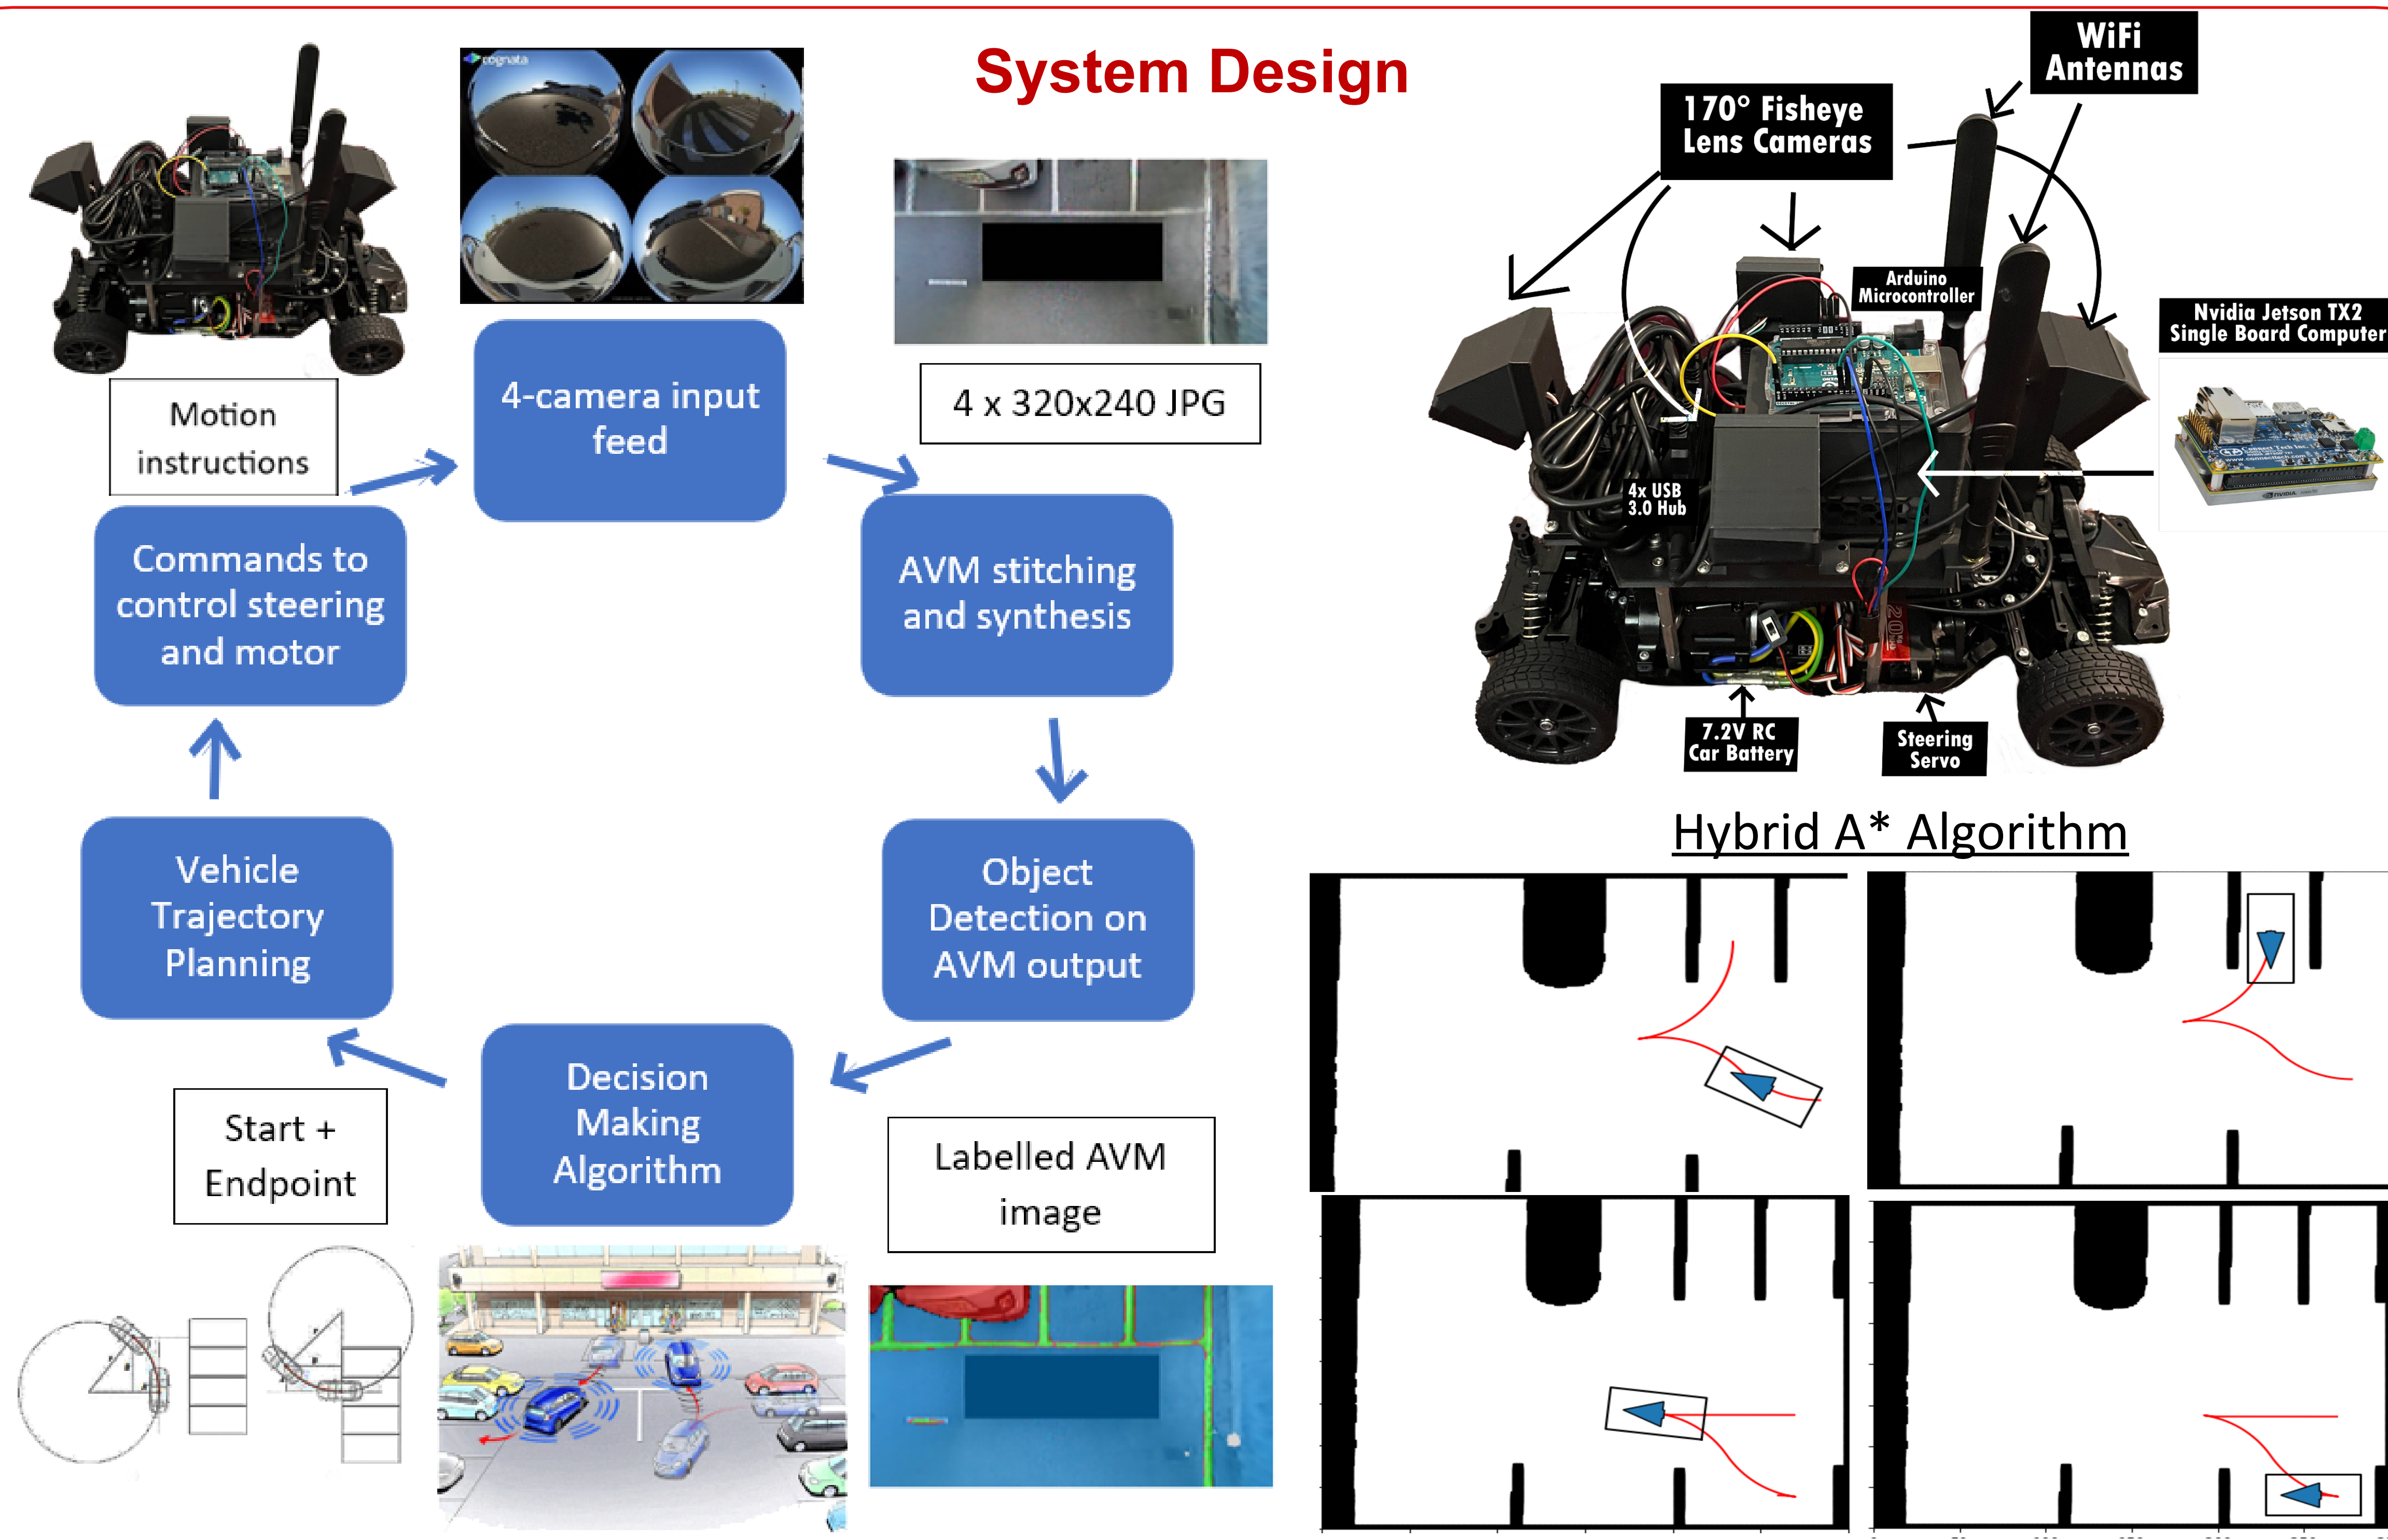 System Design
cognata
Motion
instructions
4-camera input
feed
4 x 320x240 JPG
Commands to
control steering
and motor
AVM stitching
and synthesis
Vehicle
Trajectory
Planning
Object
Detection on
AVM output
Decision
Making
Algorithm
Start +
Endpoint
Labelled AVM
image
WiFi
Antennas
170° Fisheye
Lens Cameras
Arduino
Microcontroller
Nvidia Jetson TX2
Single Board Computer
4x USB
3.0 Hub
7.2V RC
Car Battery
Steering
Servo
Hybrid A* Algorithm